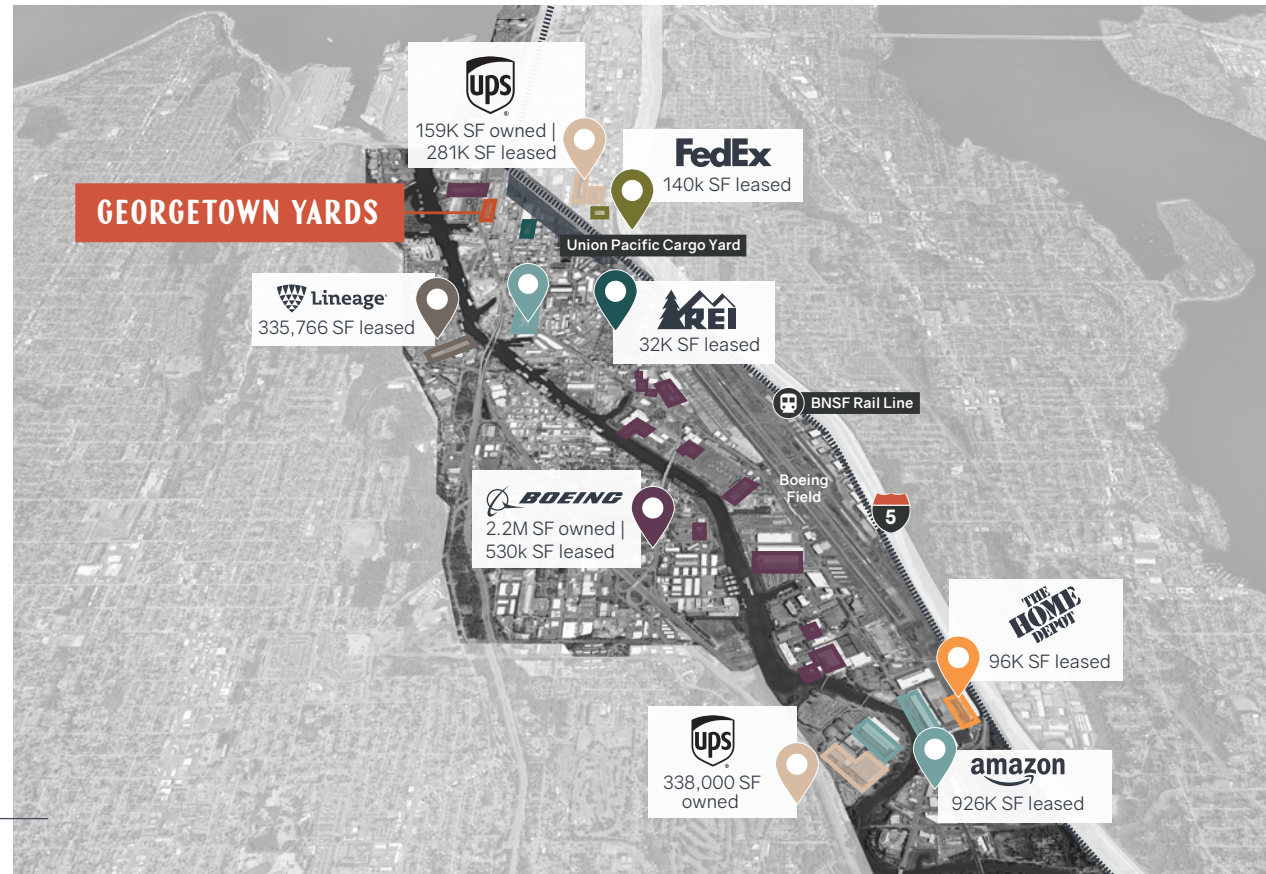 ups
159K SF owned |
281K SF leased
FedEx
140k SF leased
GEORGETOWN YARDS
Union Pacific Cargo Yard
Lineage
335,766 SF leased
REI
32K SF leased
BNSF Rail Line
Boeing
Field
BOEING
2.2M SF owned |
530k SF leased
5
THE
HOME
DEPOT
96K SF leased
ups
338,000 SF
owned
amazon
926K SF leased